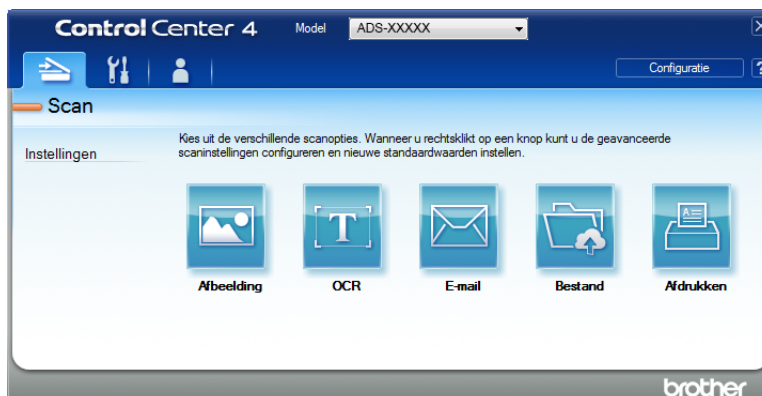 Control Center 4 Model ADS-XXXXX
Configuratie ?
Scan
Instellingen
Kies uit de verschillende scanopties. Wanneer u rechtsklikt op een knop kunt u de geavanceerde
scaninstellingen configureren en nieuwe standaardwaarden instellen.
T
Afbeelding OCR E-mail Bestand Afdrukken
brother